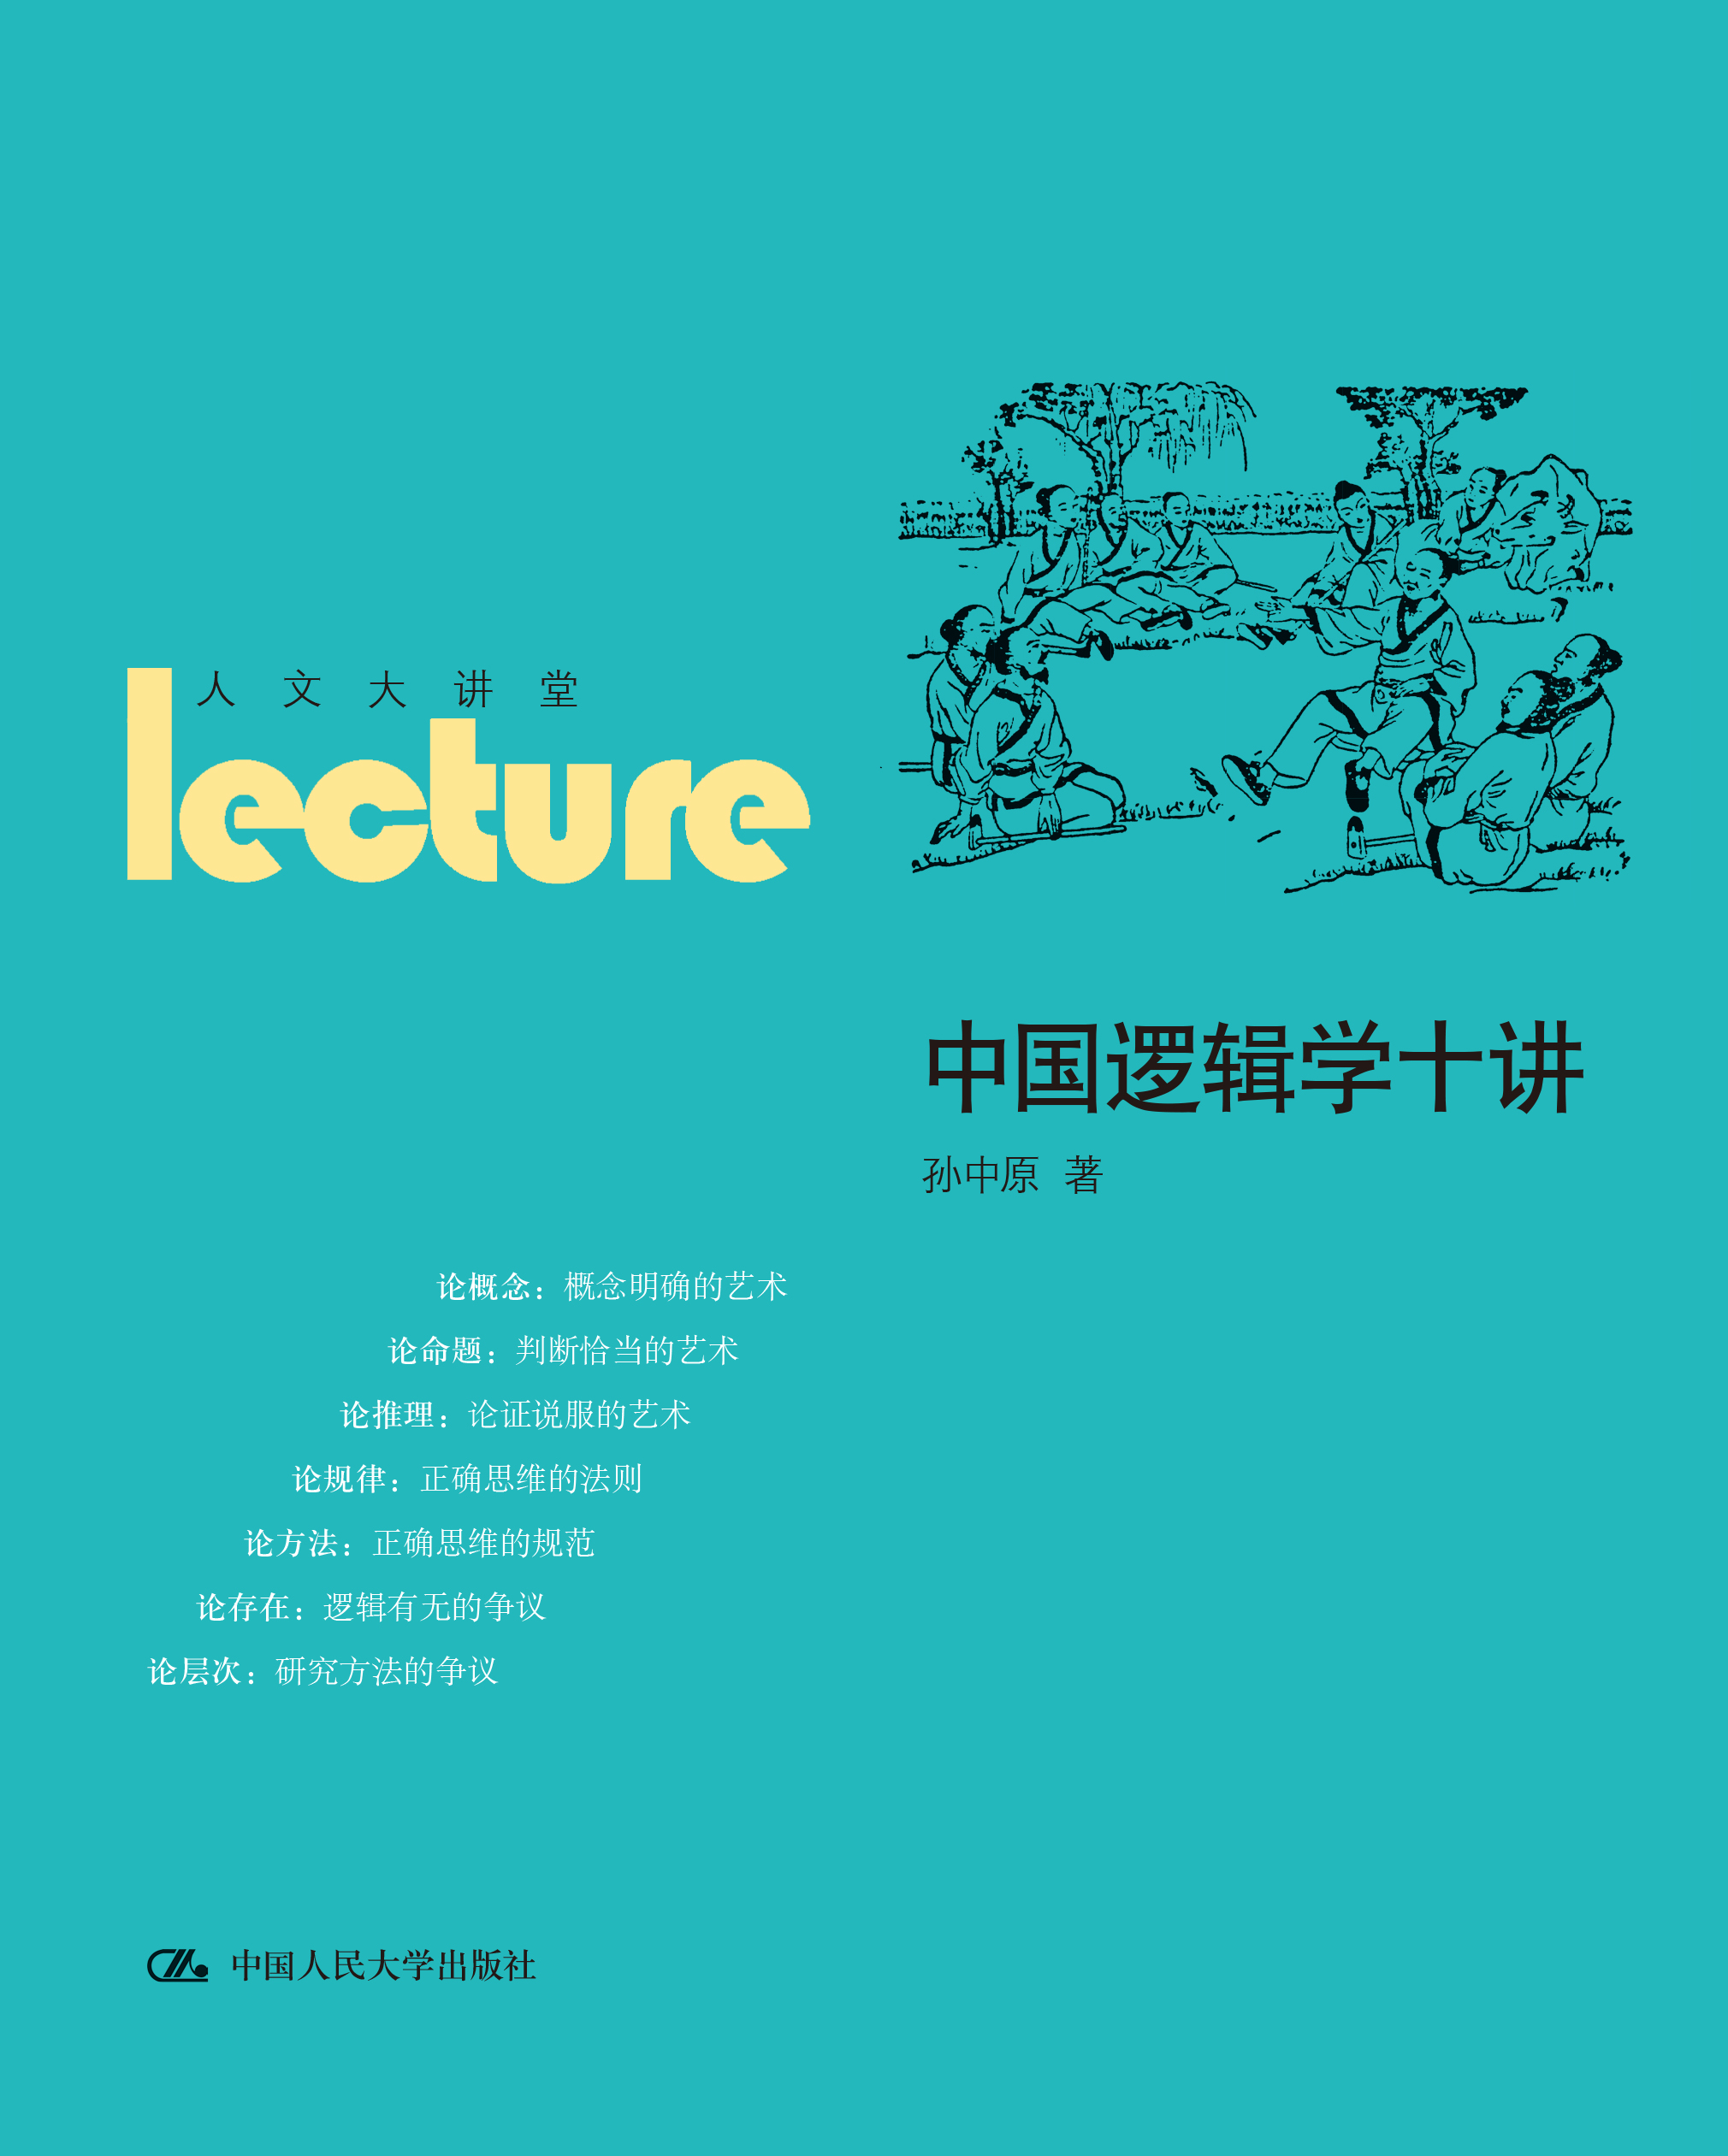 人文大讲堂
lecture
中国逻辑学十讲
孙中原 著
论概念：概念明确的艺术
论命题：判断恰当的艺术
论推理：论证说服的艺术
论规律：正确思维的法则
论方法：正确思维的规范
论存在：逻辑有无的争议
论层次：研究方法的争议
中国人民大学出版社